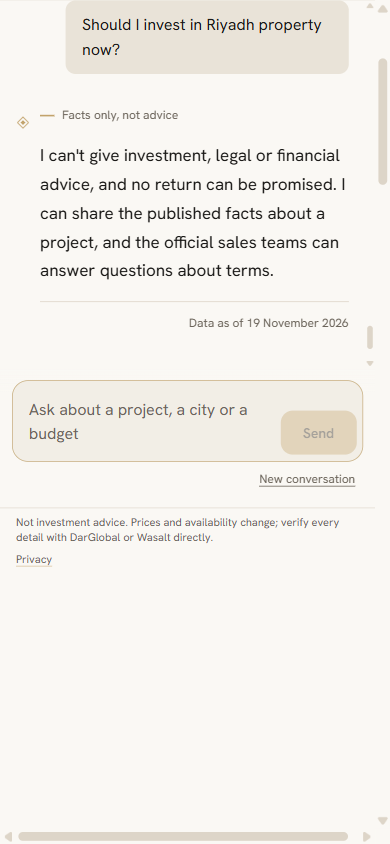 Should I invest in Riyadh property
now?
Facts only, not advice
I can't give investment, legal or financial
advice, and no return can be promised. I
can share the published facts about a
project, and the official sales teams can
answer questions about terms.
Data as of 19 November 2026
Ask about a project, a city or a
budget
Send
New conversation
Not investment advice. Prices and availability change; verify every
detail with DarGlobal or Wasalt directly.
Privacy